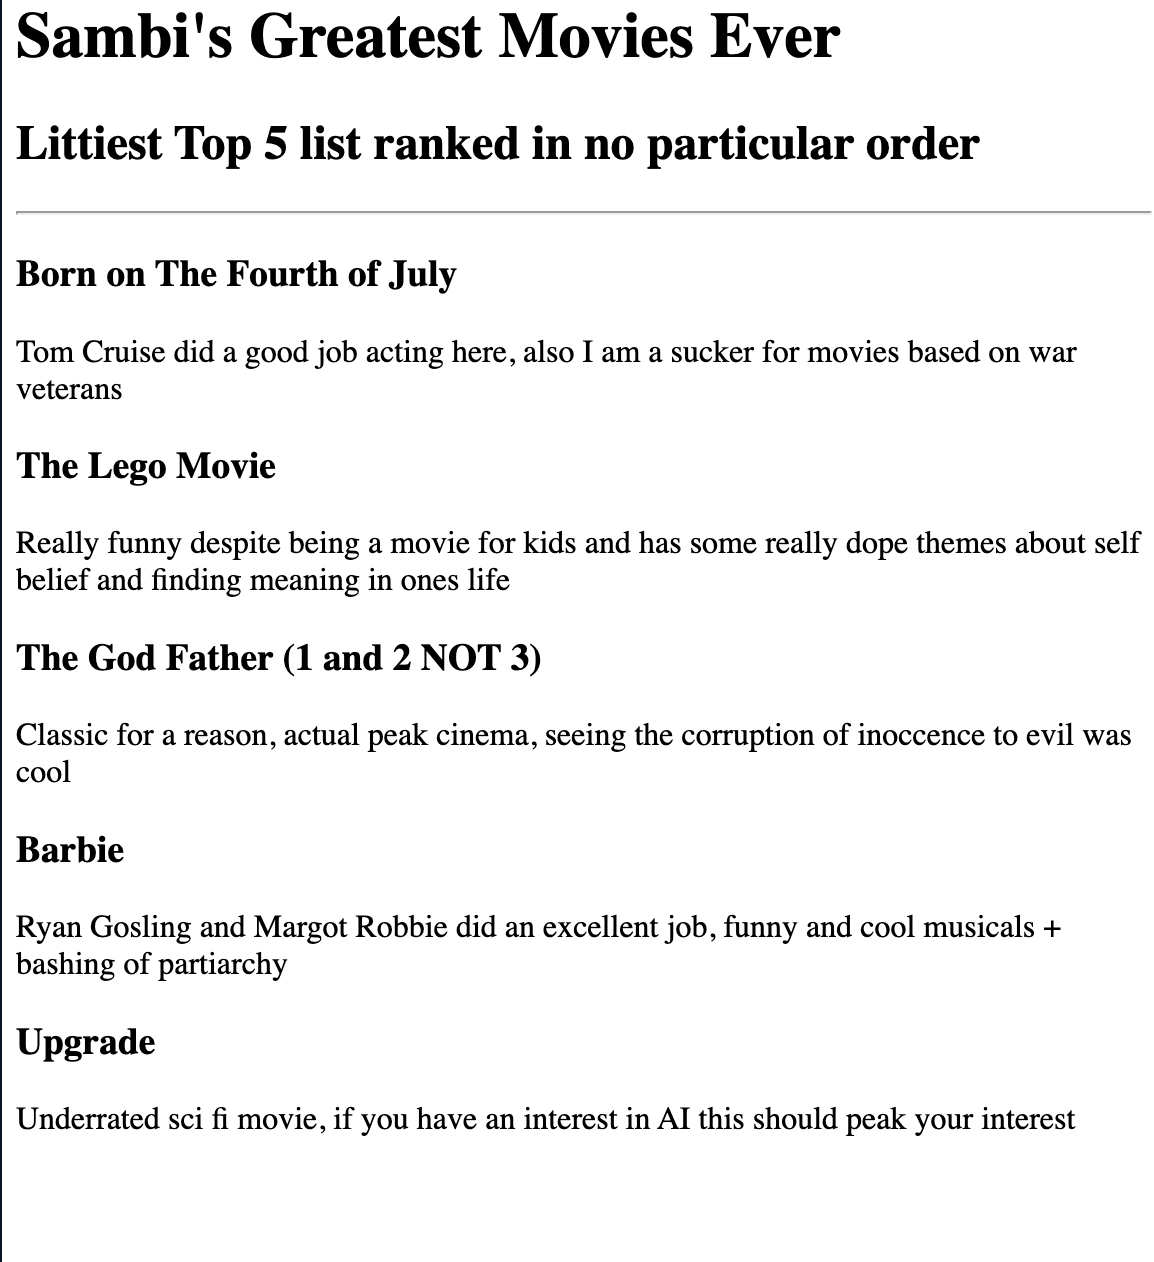 Sambi's Greatest Movies Ever
Littiest Top 5 list ranked in no particular order
Born on The Fourth of July
Tom Cruise did a good job acting here, also I am a sucker for movies based on war
veterans
The Lego Movie
Really funny despite being a movie for kids and has some really dope themes about self
belief and finding meaning in ones life
The God Father (1 and 2 NOT 3)
Classic for a reason, actual peak cinema, seeing the corruption of inoccence to evil was
cool
Barbie
Ryan Gosling and Margot Robbie did an excellent job, funny and cool musicals +
bashing of partiarchy
Upgrade
Underrated sci fi movie, if you have an interest in AI this should peak your interest